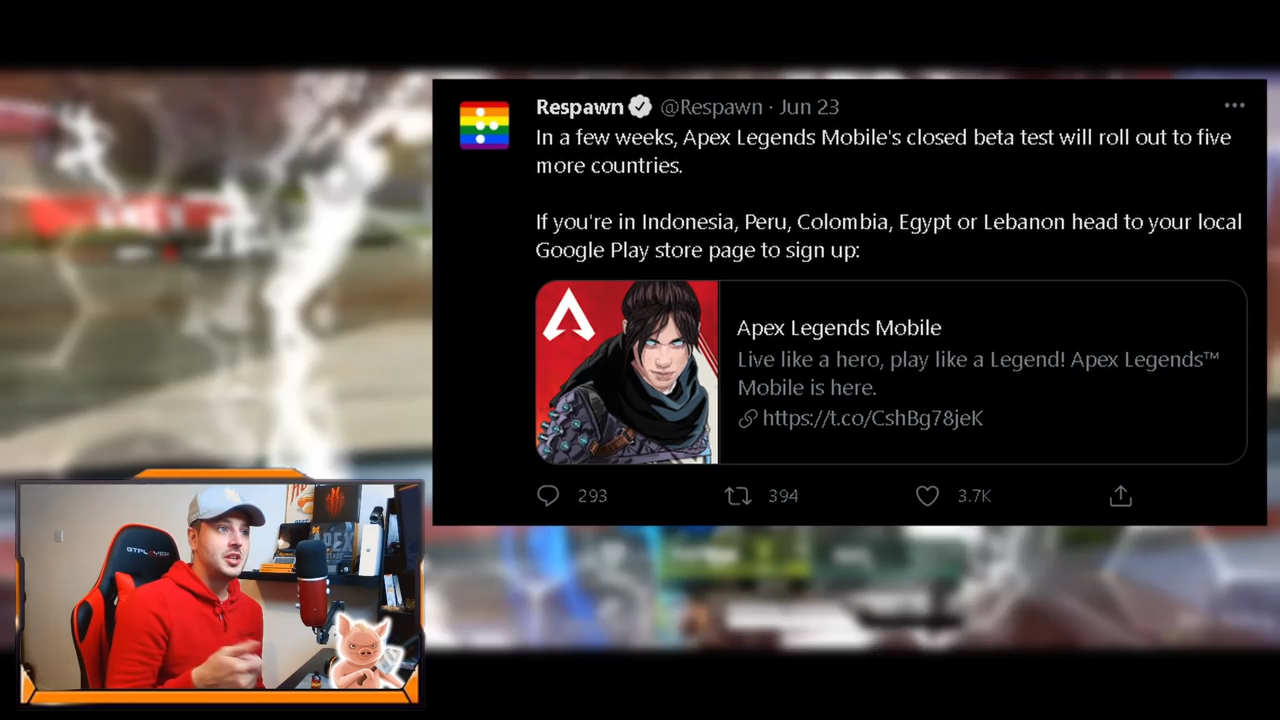 Respawn @Respawn · Jun 23
In a few weeks, Apex Legends Mobile's closed beta test will roll out to five
more countries.
If you're in Indonesia, Peru, Colombia, Egypt or Lebanon head to your local
Google Play store page to sign up:
Apex Legends Mobile
Live like a hero, play like a Legend! Apex Legends™
Mobile is here.
https://t.co/CshBg78jeK
293 394 3.7K
GTPLAYER
APEX